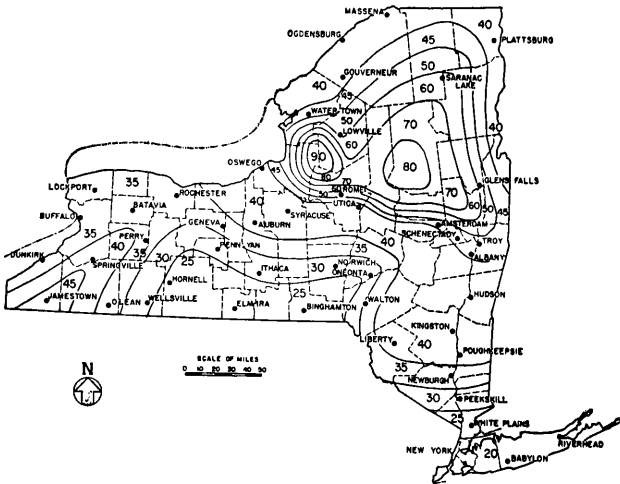 MASSENA
40
OGDENSBURG
45
PLATTSBURG
50
GOUVERNEUR
SARANAC
LAKE
40
45
60
WATERTOWN
50
LOWVILLE
70
40
60
90
OSWEGO
45
80
80
70
70
GLENS FALLS
LOCKPORT
35
ROCHESTER
50
60
ROME
60
50
45
BATAVIA
40
SYRACUSE
UTICA
BUFFALO
GENEVA
AUBURN
AMSTERDAM
35
PERRY
35
SCHENECTADY
TROY
40
PENN YAN
40
DUNKIRK
35
ALBANY
SPRINGVILLE
30
25
ITHACA
30
NORWICH
ONEONTA
45
HORNELL
25
HUDSON
JAMESTOWN
OLEAN
WELLSVILLE
ELMIRA
BINGHAMTON
WALTON
KINGSTON
LIBERTY
40
SCALE OF MILES
POUGHKEEPSIE
N
0 10 20 30 40 50
35
NEWBURGH
30
PEEKSKILL
25
WHITE PLAINS
NEW YORK
RIVERHEAD
20
BABYLON